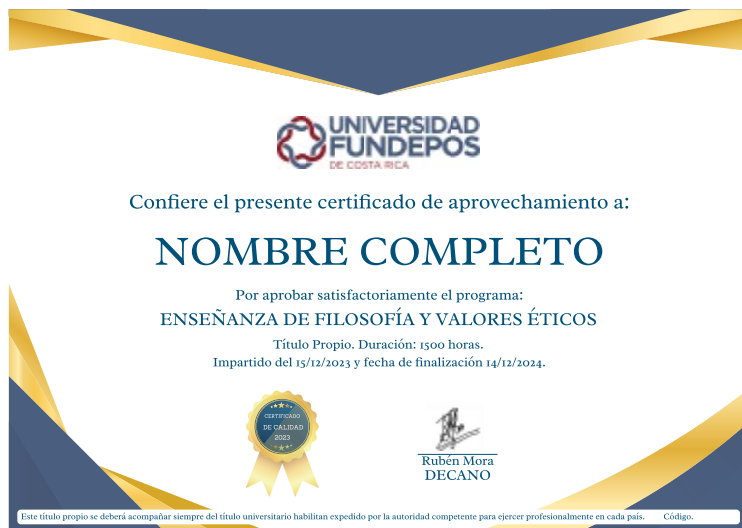 UNIVERSIDAD
FUNDEPOS
DE COSTA RICA
Confiere el presente certificado de aprovechamiento a:
NOMBRE COMPLETO
Por aprobar satisfactoriamente el programa:
ENSEÑANZA DE FILOSOFÍA Y VALORES ÉTICOS
Título Propio. Duración: 1500 horas.
Impartido del 15/12/2023 y fecha de finalización 14/12/2024.
CERTIFICADO
DE CALIDAD
2023
Rubén Mora
DECANO
Este título propio se deberá acompañar siempre del título universitario habilitan expedido por la autoridad competente para ejercer profesionalmente en cada país. Código.